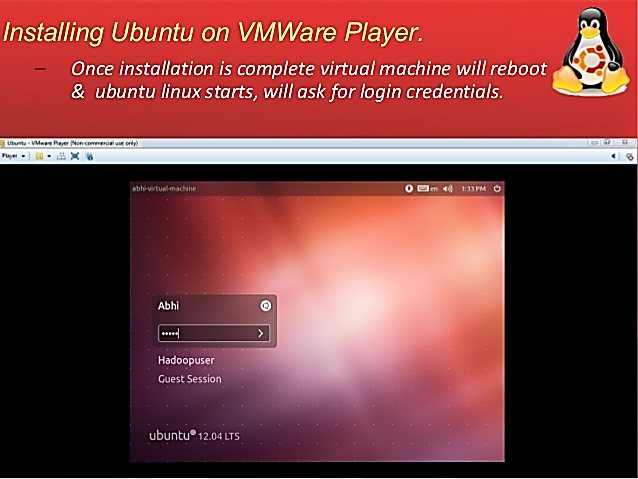 Installing Ubuntu on VMWare Player.
– Once installation is complete virtual machine will reboot
& ubuntu linux starts, will ask for login credentials.
Ubuntu - VMware Player (Non-commercial use only)
Player
abhi-virtual-machine en 1:33 PM
Abhi
Hadoopuser
Guest Session
ubuntu® 12.04 LTS